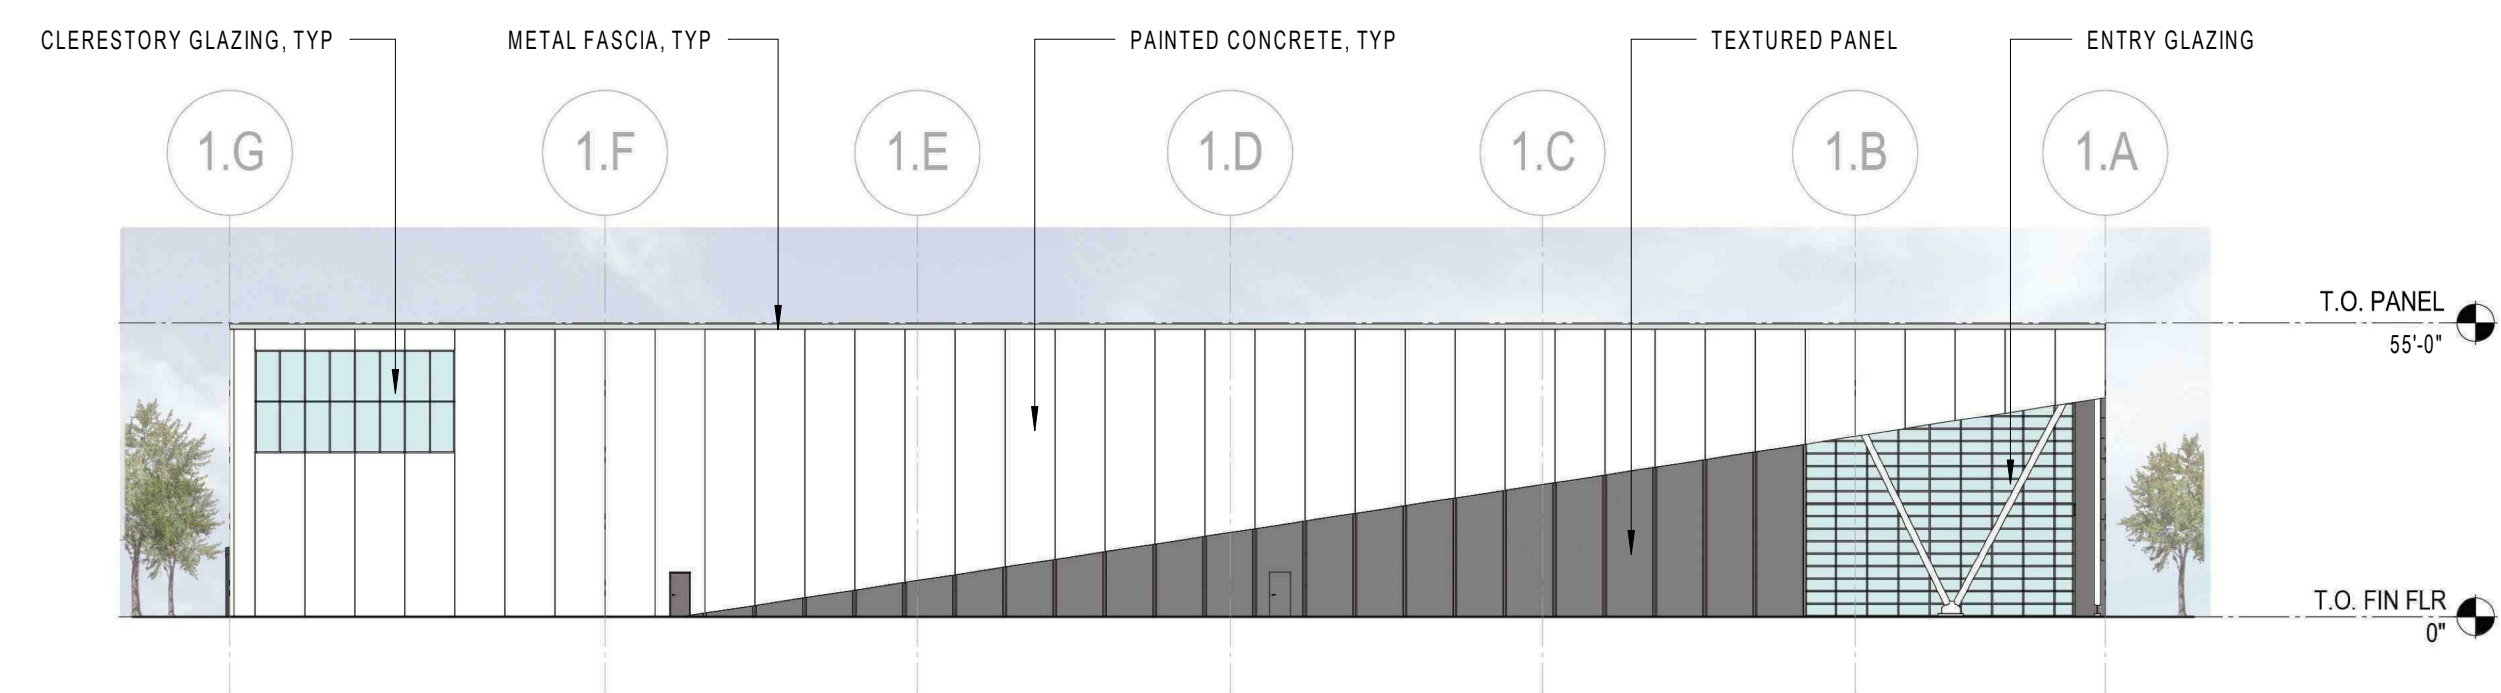 CLERESTORY GLAZING, TYP
METAL FASCIA, TYP
PAINTED CONCRETE, TYP
TEXTURED PANEL
ENTRY GLAZING
1.G
1.F
1.E
1.D
1.C
1.B
1.A
T.O. PANEL
55'-0"
T.O. FIN FLR
0"